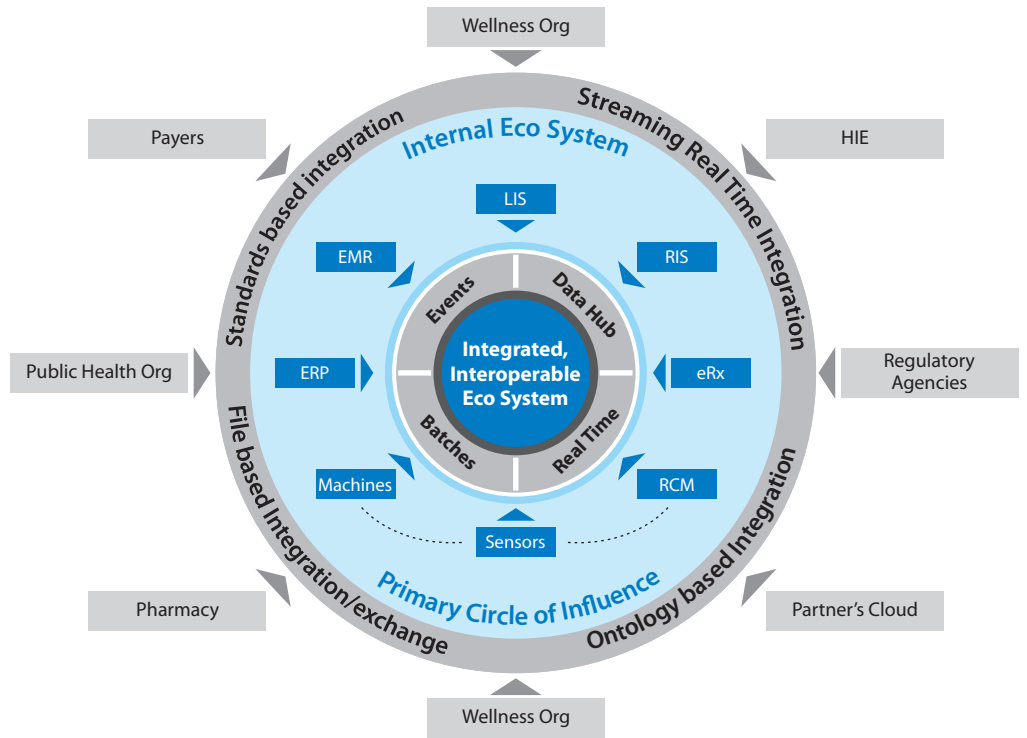 Wellness Org
Payers
HIE
Standards based integration
Streaming Real Time Integration
Internal Eco System
LIS
EMR
RIS
Events
Data Hub
Public Health Org
ERP
Integrated,
Interoperable
Eco System
eRx
Regulatory
Agencies
Batches
Real Time
Machines
RCM
Sensors
File based Integration/exchange
Primary Circle of Influence
Ontology based Integration
Pharmacy
Partner’s Cloud
Wellness Org